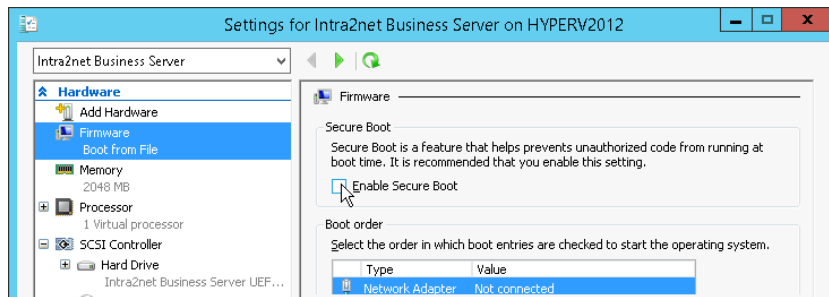 Settings for Intra2net Business Server on HYPERV2012
Intra2net Business Server
Hardware
Add Hardware
Firmware
Boot from File
Memory
2048 MB
Processor
1 Virtual processor
SCSI Controller
Hard Drive
Intra2net Business Server UEF...
Firmware
Secure Boot
Secure Boot is a feature that helps prevents unauthorized code from running at
boot time. It is recommended that you enable this setting.
Enable Secure Boot
Boot order
Select the order in which boot entries are checked to start the operating system.
Type Value
Network Adapter Not connected